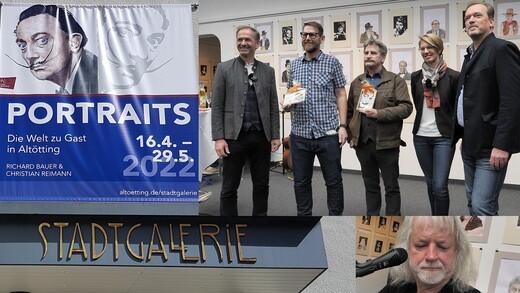 PORTRAITS
Die Welt zu Gast
in Altötting
16.4. –
29.5.
2022
RICHARD BAUER &
CHRISTIAN REIMANN
altoetting.de/stadtgalerie
STADTGALERIE